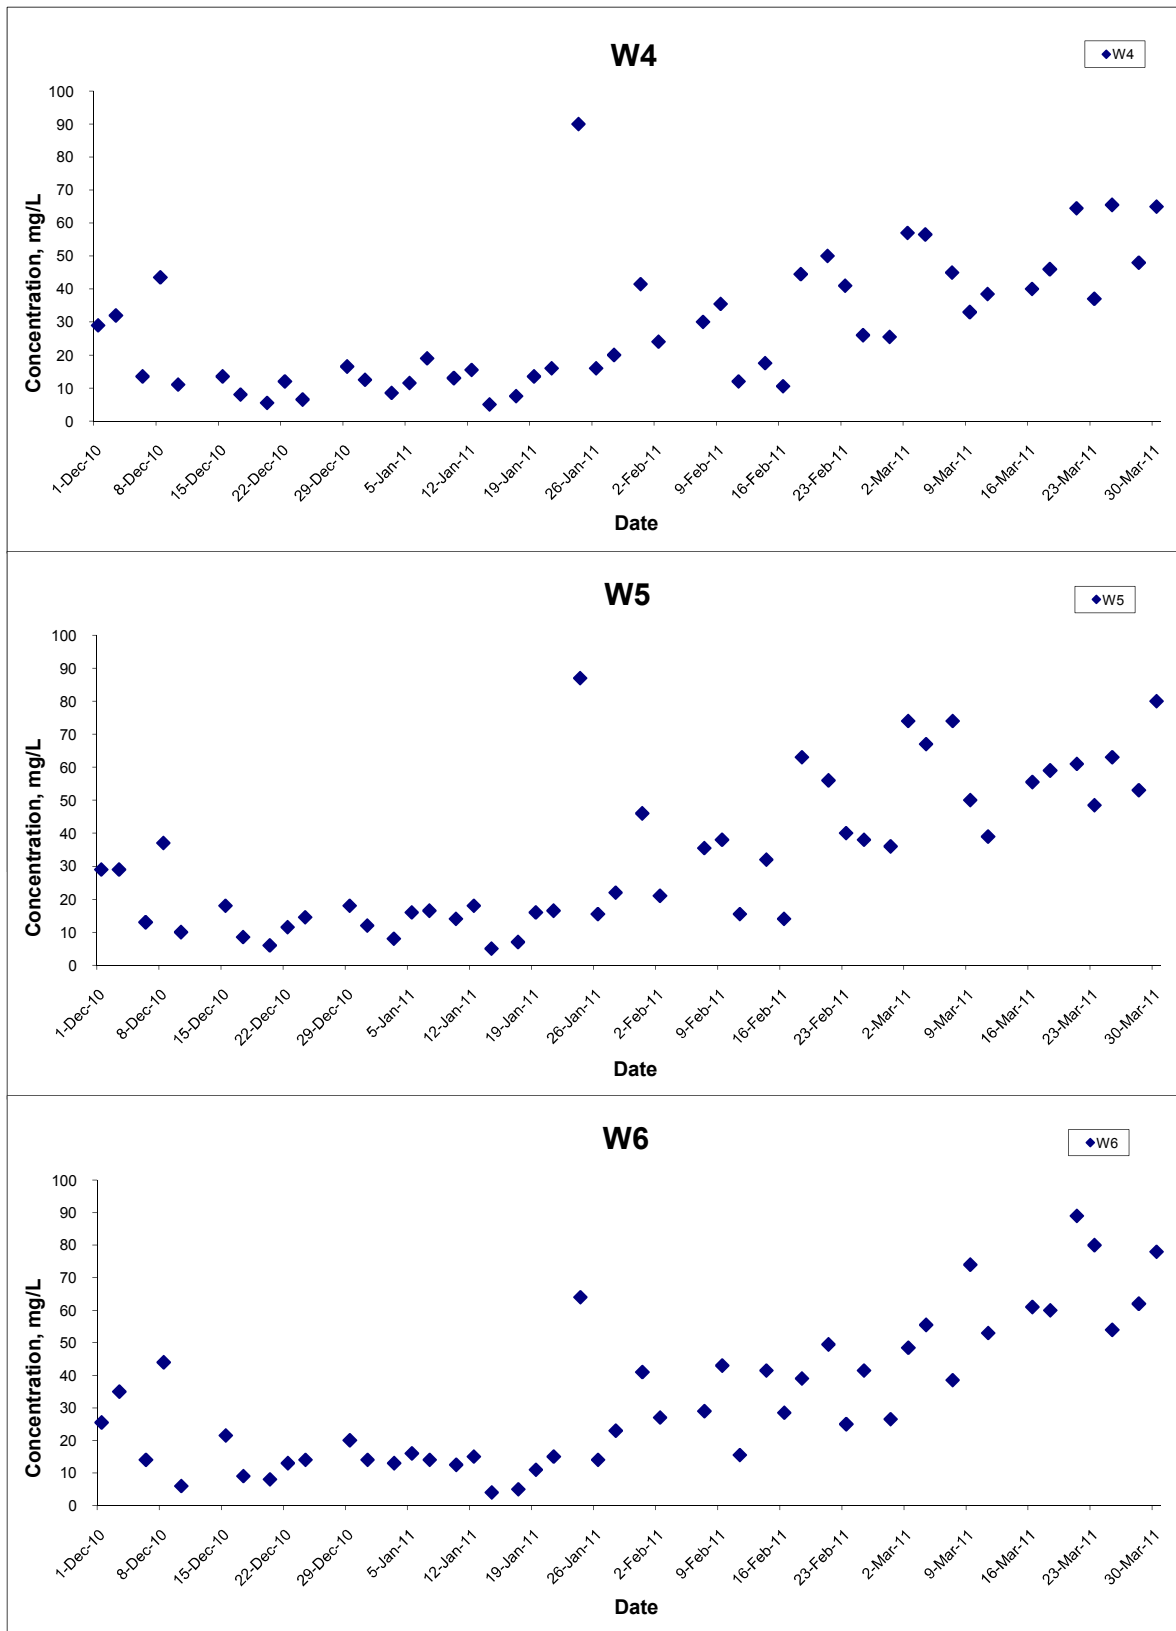 W4
W4
100
90
80
70
60
50
40
30
20
10
0
Concentration, mg/L
1-Dec-10
8-Dec-10
15-Dec-10
22-Dec-10
29-Dec-10
5-Jan-11
12-Jan-11
19-Jan-11
26-Jan-11
2-Feb-11
9-Feb-11
16-Feb-11
23-Feb-11
2-Mar-11
9-Mar-11
16-Mar-11
23-Mar-11
30-Mar-11
Date
W5
W5
100
90
80
70
60
50
40
30
20
10
0
Concentration, mg/L
1-Dec-10
8-Dec-10
15-Dec-10
22-Dec-10
29-Dec-10
5-Jan-11
12-Jan-11
19-Jan-11
26-Jan-11
2-Feb-11
9-Feb-11
16-Feb-11
23-Feb-11
2-Mar-11
9-Mar-11
16-Mar-11
23-Mar-11
30-Mar-11
Date
W6
W6
100
90
80
70
60
50
40
30
20
10
0
Concentration, mg/L
1-Dec-10
8-Dec-10
15-Dec-10
22-Dec-10
29-Dec-10
5-Jan-11
12-Jan-11
19-Jan-11
26-Jan-11
2-Feb-11
9-Feb-11
16-Feb-11
23-Feb-11
2-Mar-11
9-Mar-11
16-Mar-11
23-Mar-11
30-Mar-11
Date